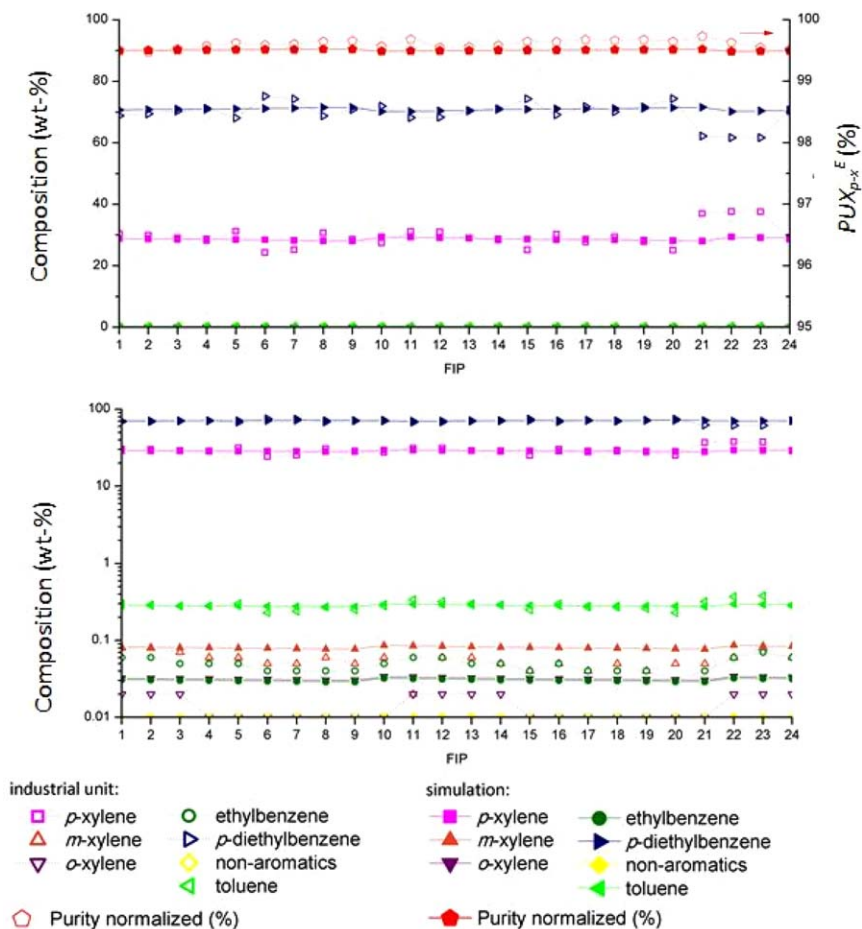 100
80
60
40
20
0
Composition (wt-%)
100
99
98
97
96
95
PUXp-xE (%)
1 2 3 4 5 6 7 8 9 10 11 12 13 14 15 16 17 18 19 20 21 22 23 24
FIP
100
10
1
0.1
0.01
Composition (wt-%)
1 2 3 4 5 6 7 8 9 10 11 12 13 14 15 16 17 18 19 20 21 22 23 24
FIP
industrial unit:
p-xylene
m-xylene
o-xylene
ethylbenzene
p-diethylbenzene
non-aromatics
toluene
Purity normalized (%)
simulation:
p-xylene
m-xylene
o-xylene
ethylbenzene
p-diethylbenzene
non-aromatics
toluene
Purity normalized (%)